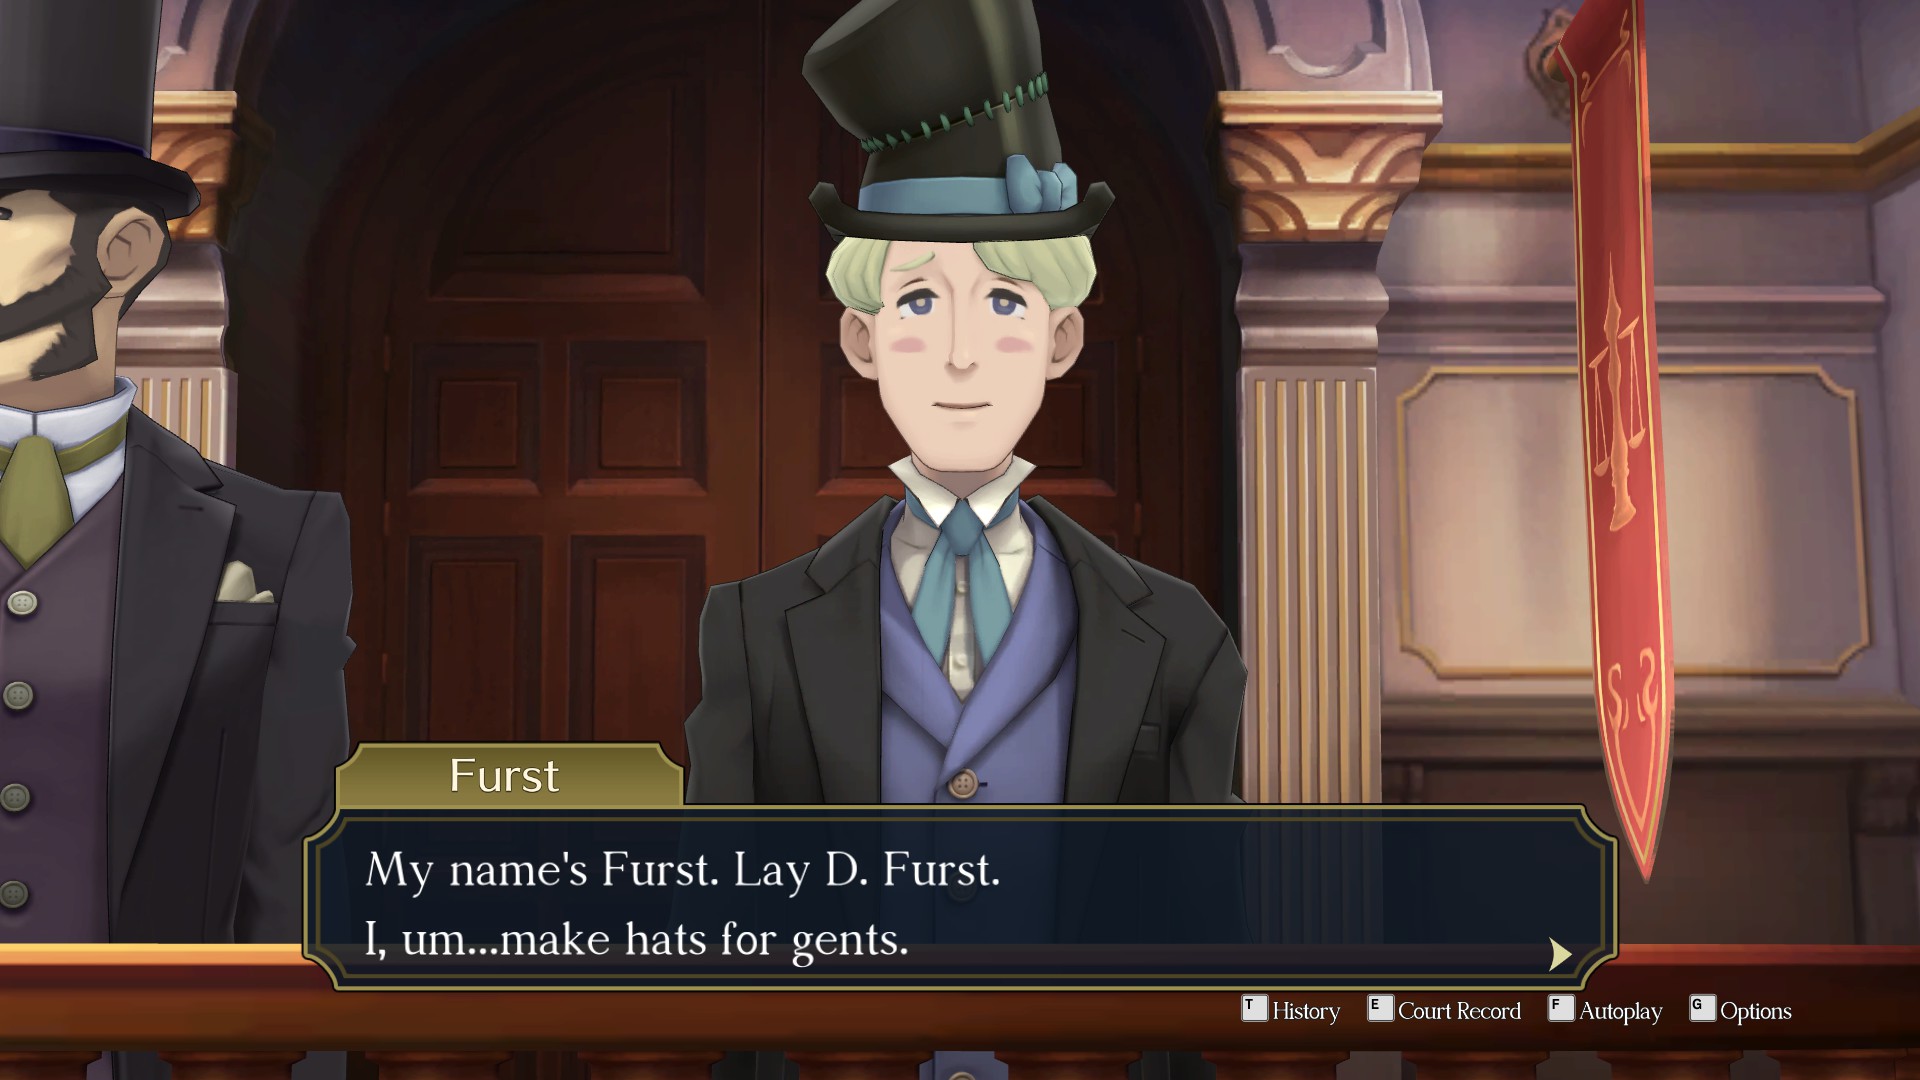 Furst
My name's Furst. Lay D. Furst.
I, um...make hats for gents.
T History E Court Record F Autoplay G Options